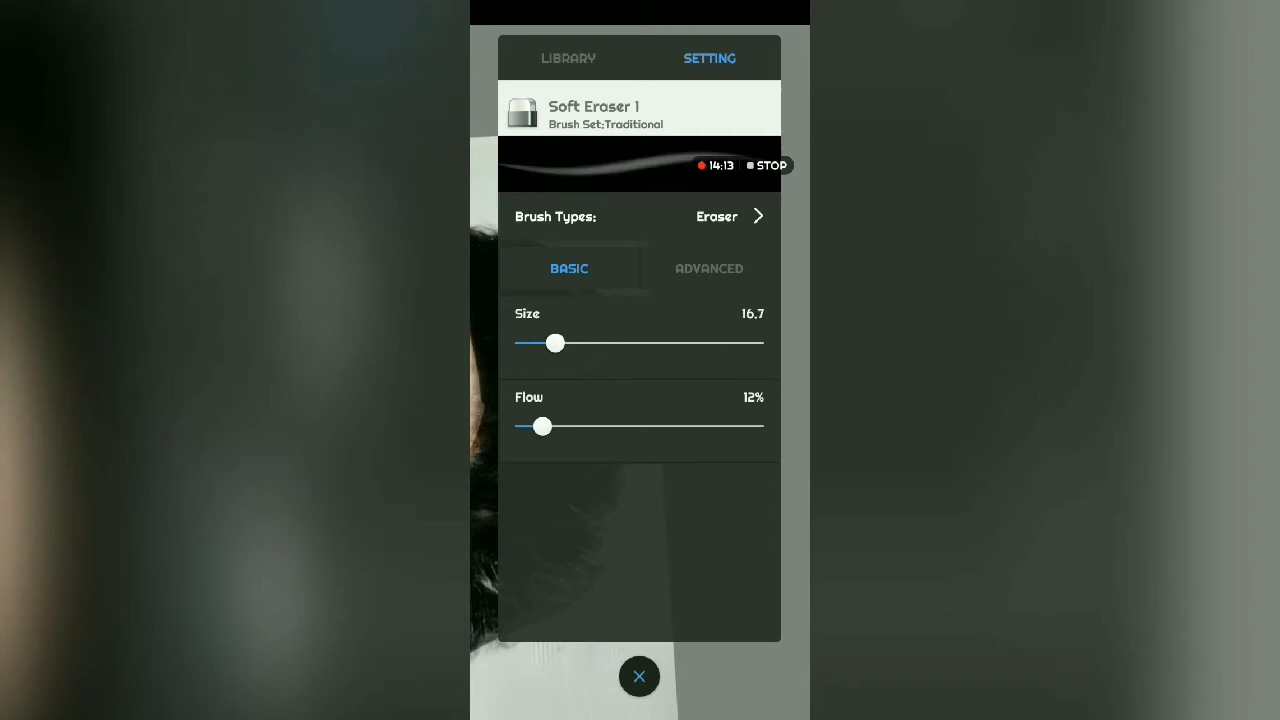 LIBRARY SETTING
Soft Eraser 1
Brush Set;Traditional
14:13 STOP
Brush Types: Eraser
BASIC ADVANCED
Size 16.7
Flow 12%